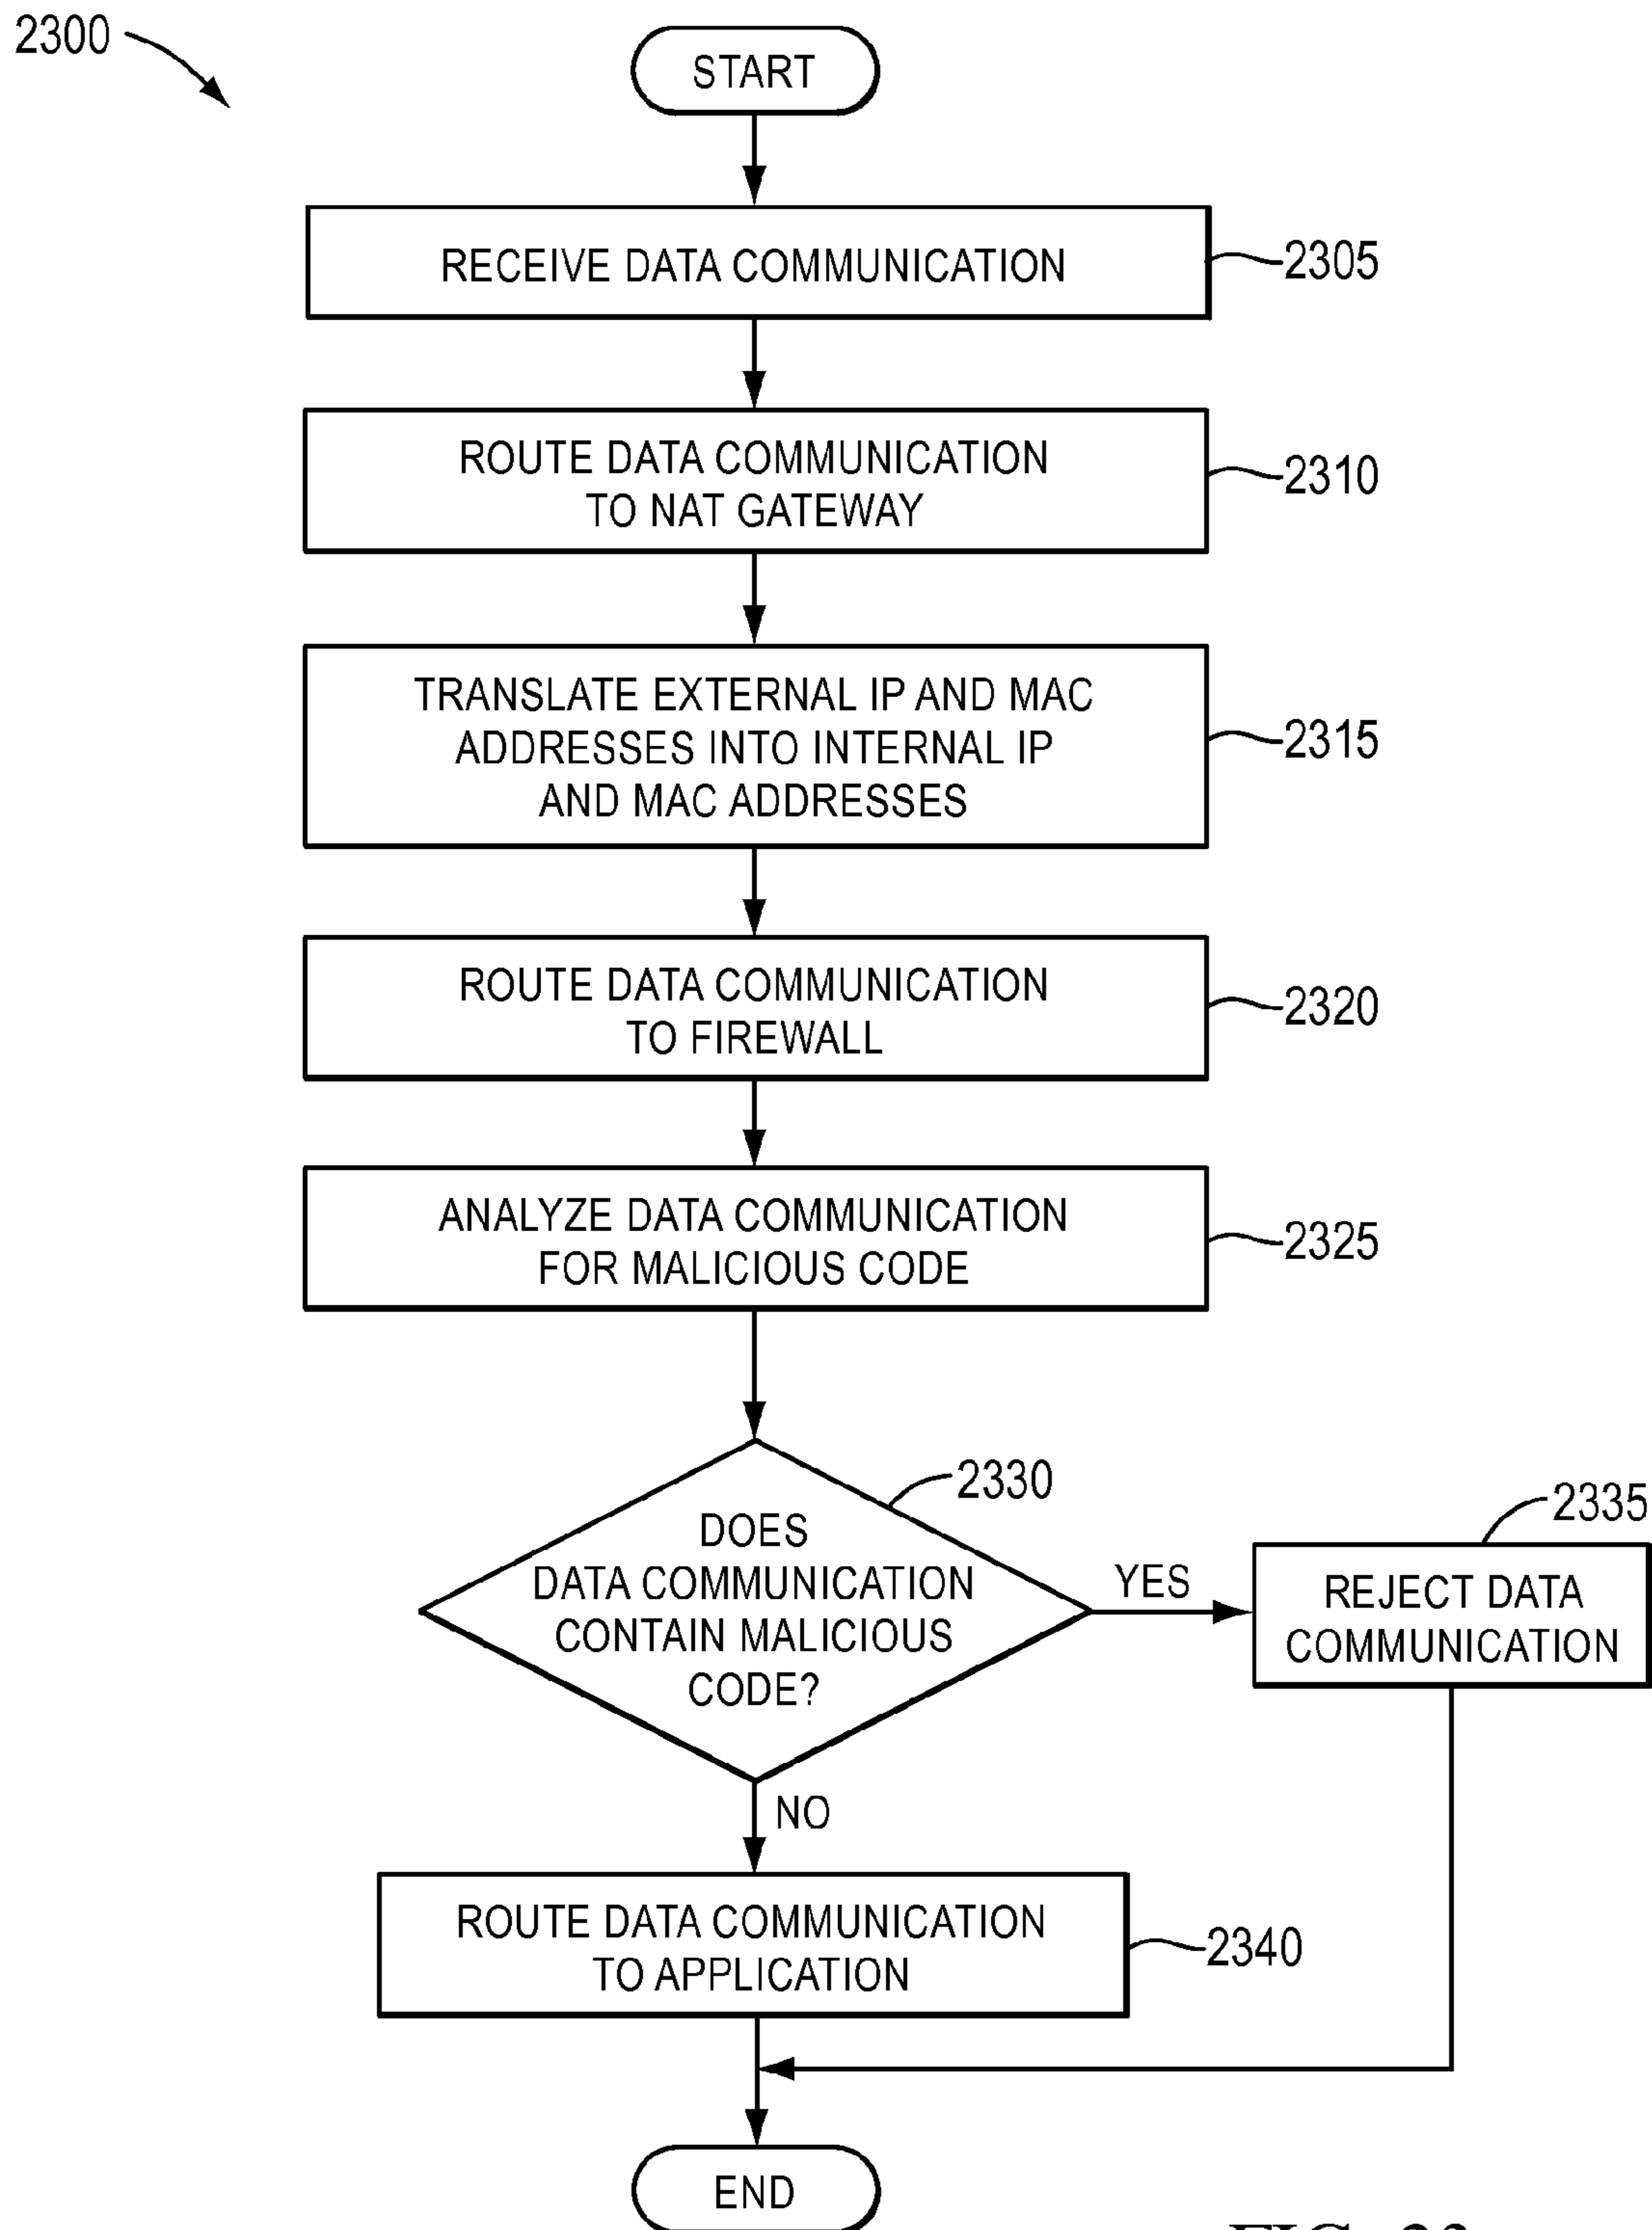 2300
START
RECEIVE DATA COMMUNICATION
2305
ROUTE DATA COMMUNICATION
TO NAT GATEWAY
2310
TRANSLATE EXTERNAL IP AND MAC
ADDRESSES INTO INTERNAL IP
AND MAC ADDRESSES
2315
ROUTE DATA COMMUNICATION
TO FIREWALL
2320
ANALYZE DATA COMMUNICATION
FOR MALICIOUS CODE
2325
DOES
DATA COMMUNICATION
CONTAIN MALICIOUS
CODE?
2330
YES
REJECT DATA
COMMUNICATION
2335
NO
ROUTE DATA COMMUNICATION
TO APPLICATION
2340
END